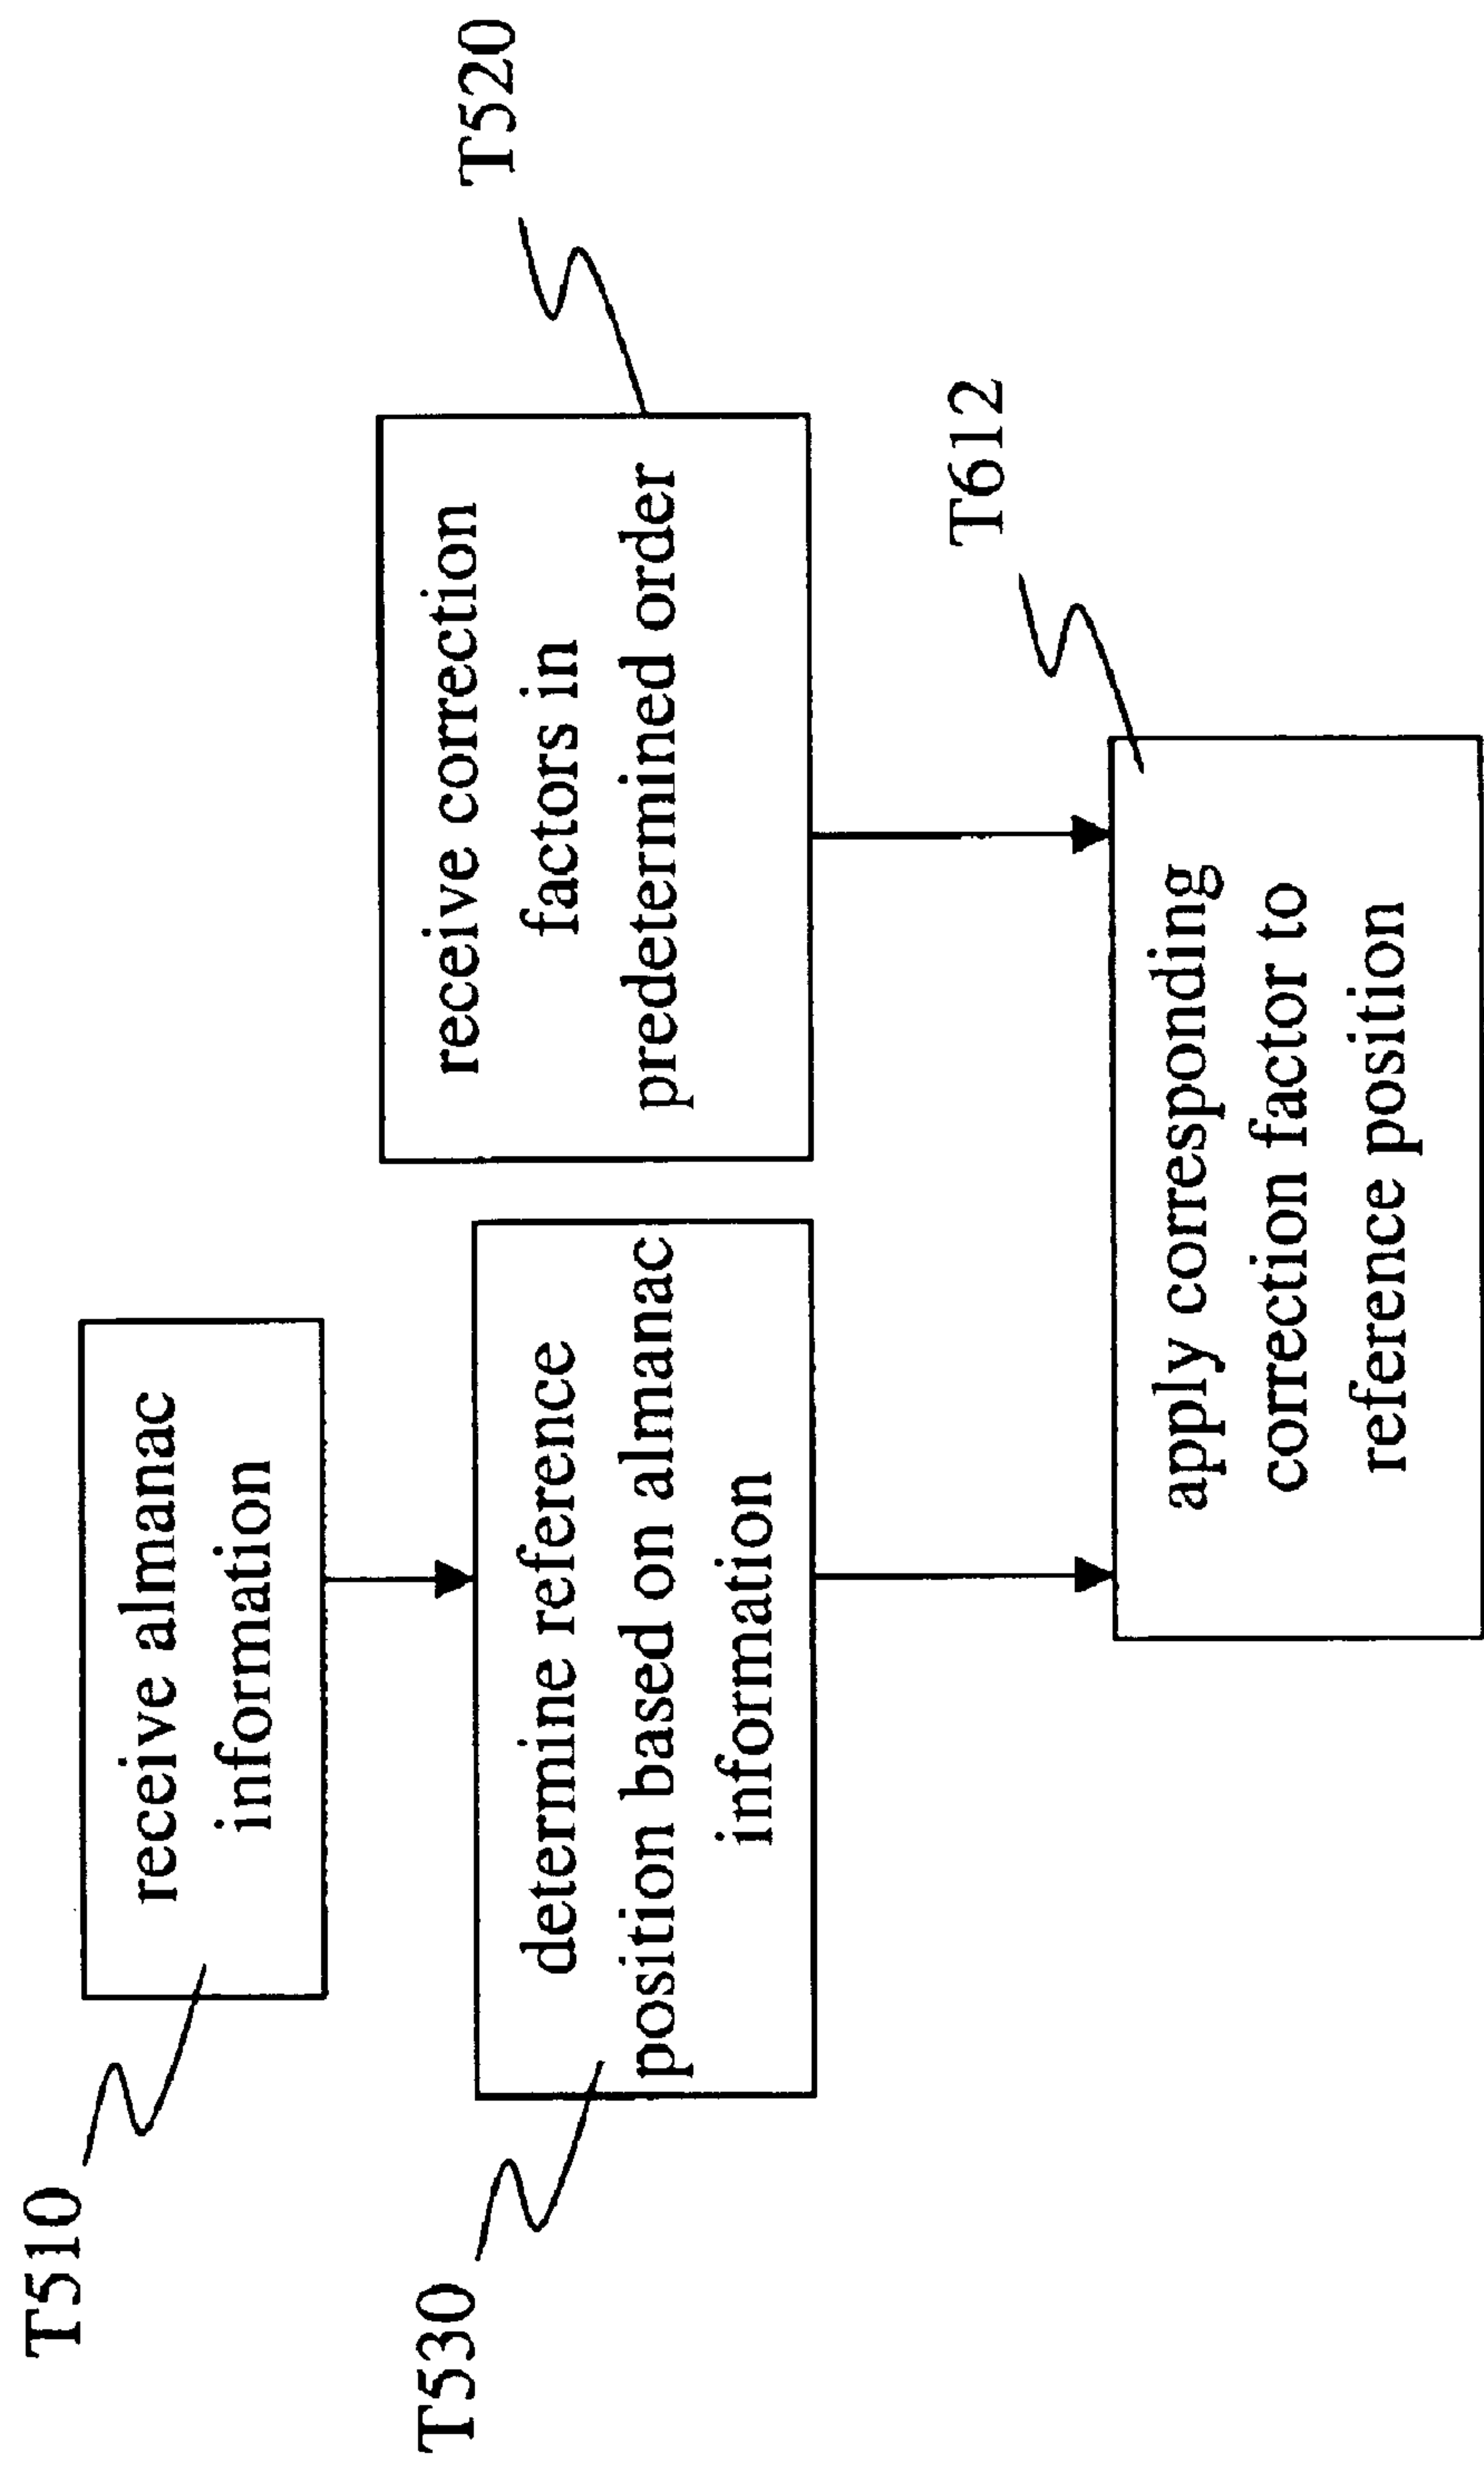 T510
receive almanac
information
T530
determine reference
position based on almanac
information
T520
receive correction
factors in
predetermined order
T612
apply corresponding
correction factor to
reference position